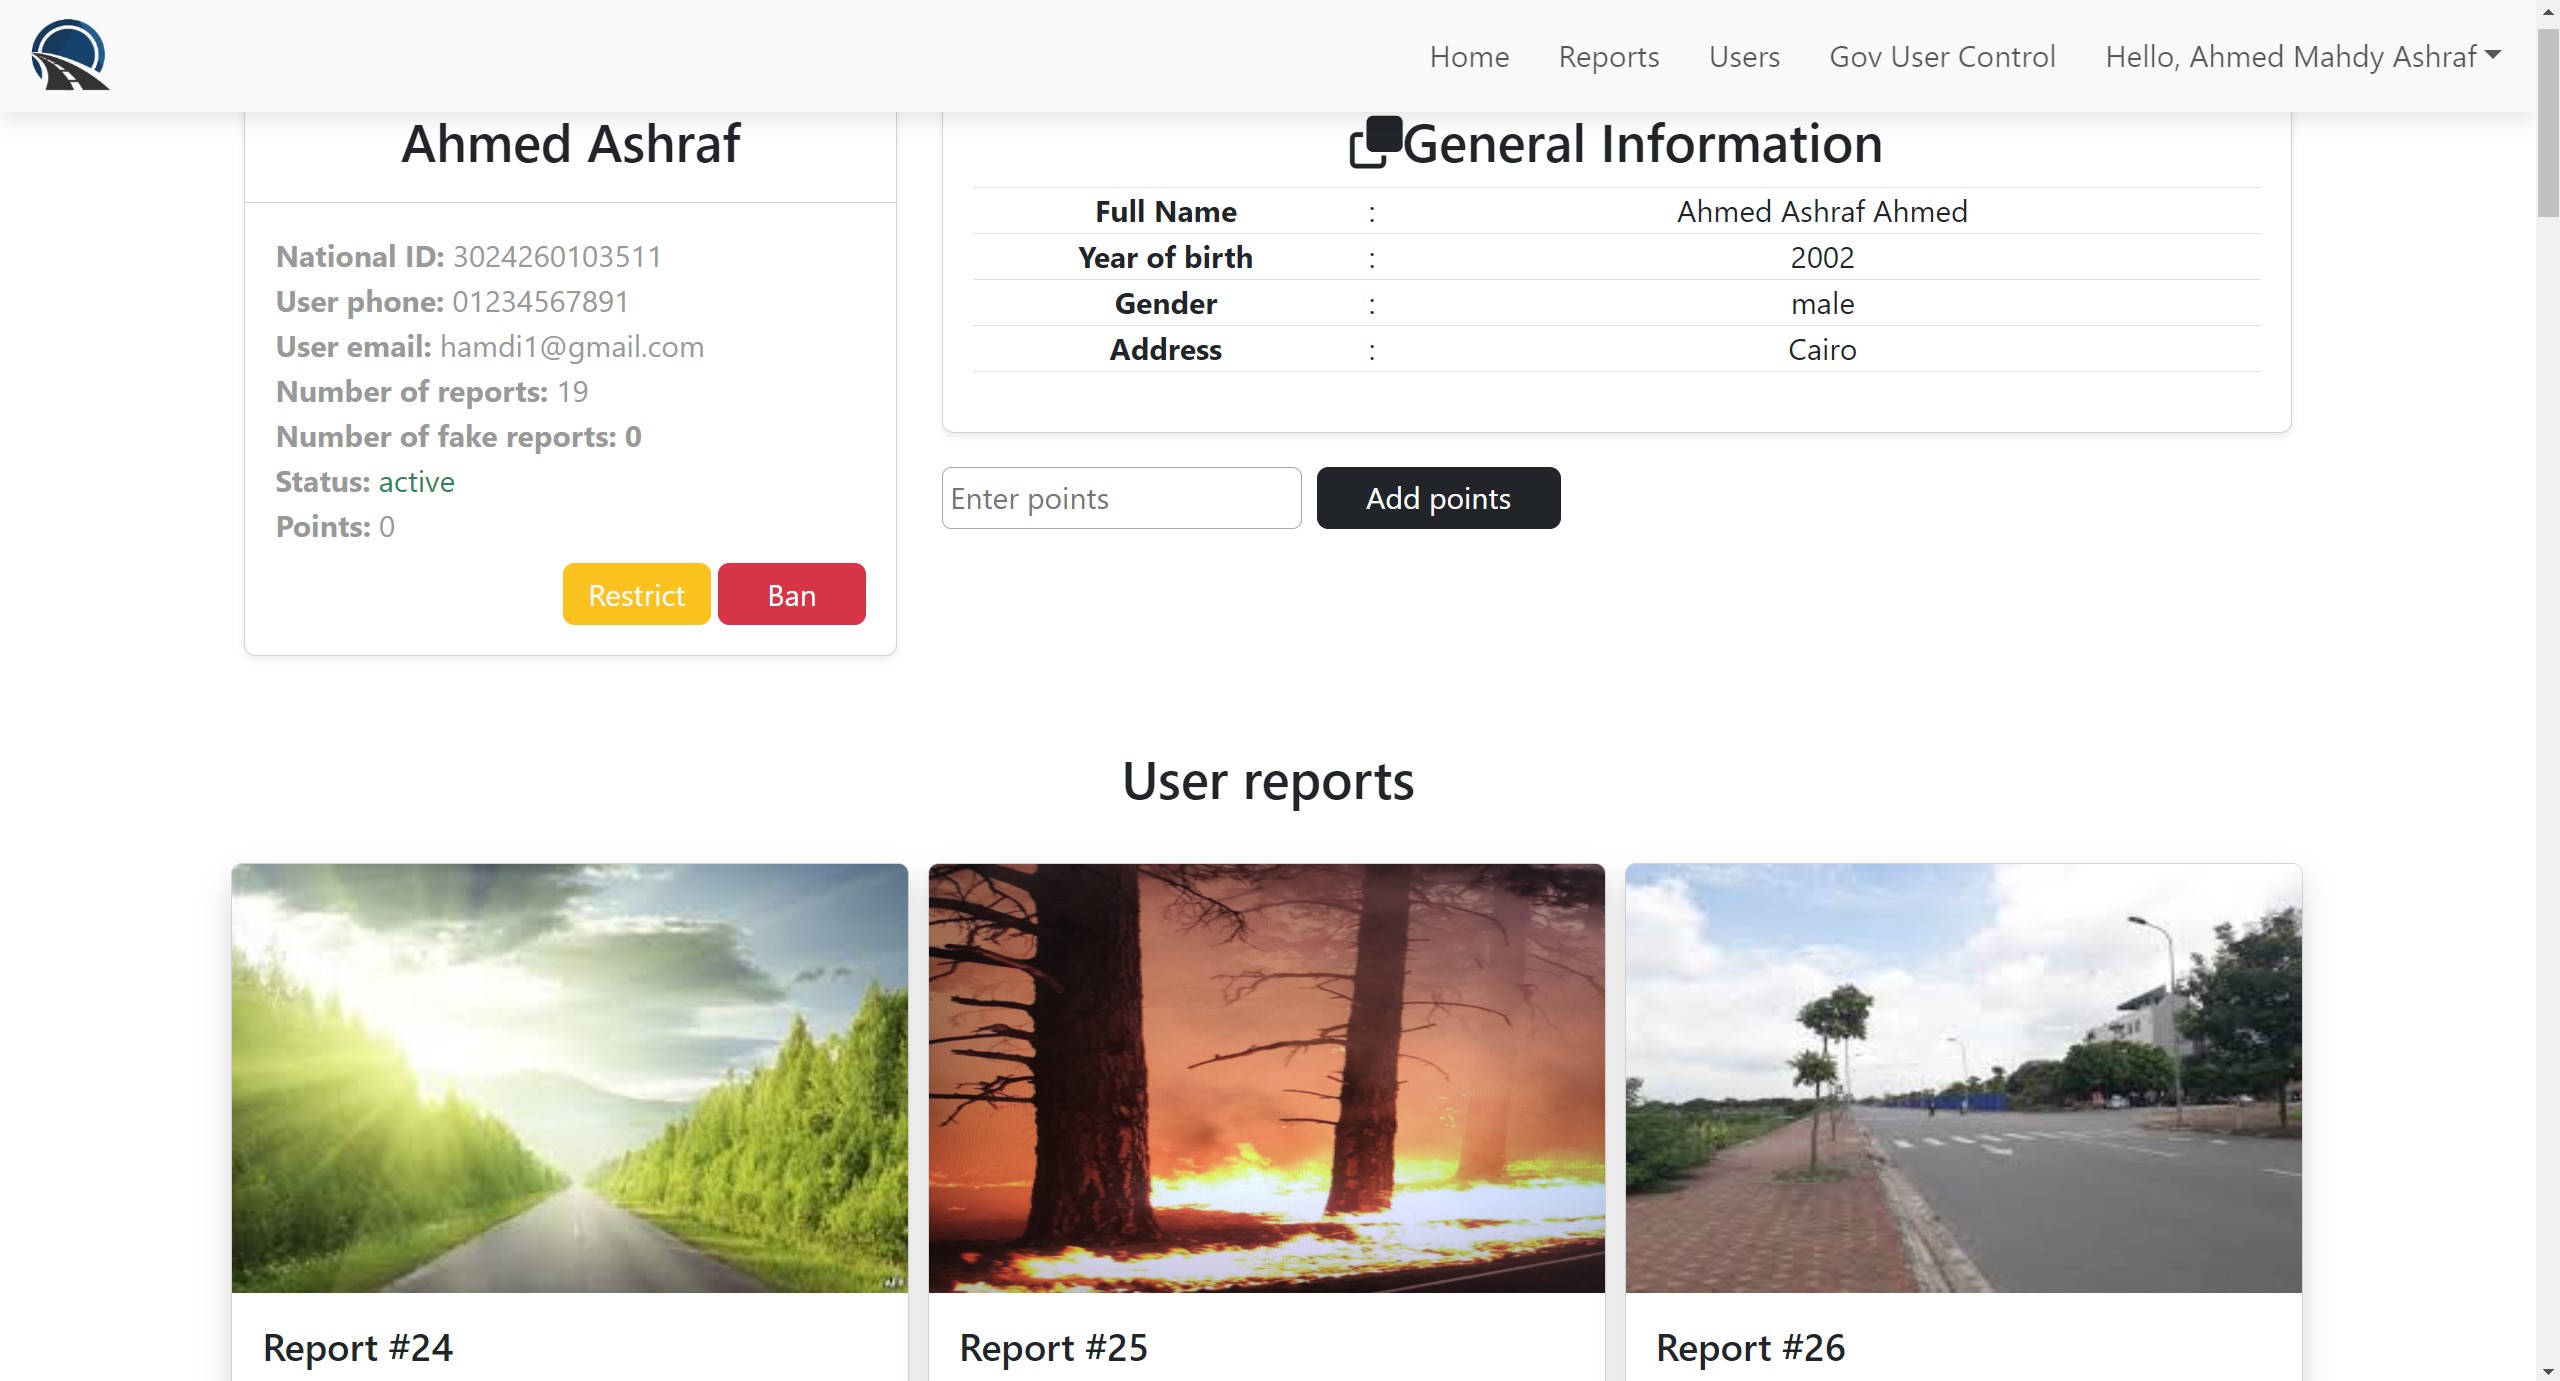 Home Reports Users Gov User Control Hello, Ahmed Mahdy Ashraf
Ahmed Ashraf
National ID: 3024260103511
User phone: 01234567891
User email: hamdi1@gmail.com
Number of reports: 19
Number of fake reports: 0
Status: active
Points: 0
Restrict Ban
General Information
Full Name : Ahmed Ashraf Ahmed
Year of birth : 2002
Gender : male
Address : Cairo
Enter points Add points
User reports
Report #24
Report #25
Report #26